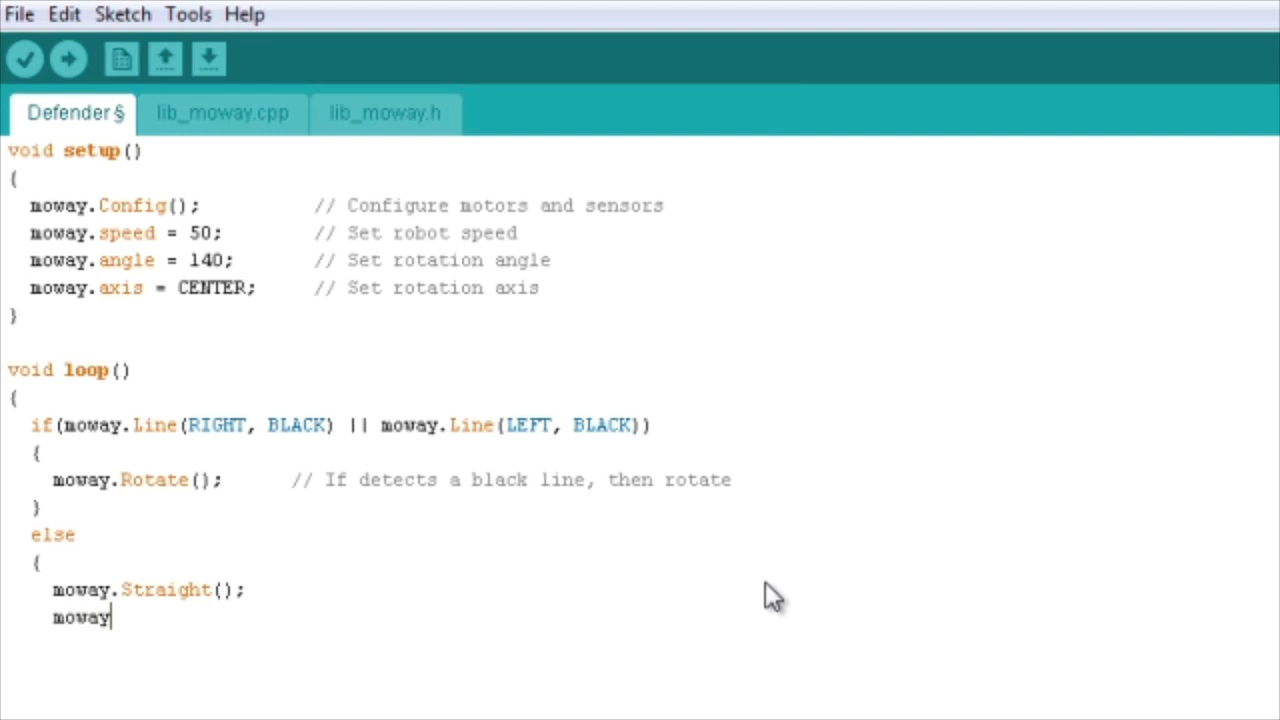 File Edit Sketch Tools Help
Defender§ lib_moway.cpp lib_moway.h
void setup()
{
  moway.Config();          // Configure motors and sensors
  moway.speed = 50;        // Set robot speed
  moway.angle = 140;       // Set rotation angle
  moway.axis = CENTER;     // Set rotation axis
}

void loop()
{
  if(moway.Line(RIGHT, BLACK) || moway.Line(LEFT, BLACK))
  {
    moway.Rotate();      // If detects a black line, then rotate
  }
  else
  {
    moway.Straight();
    moway